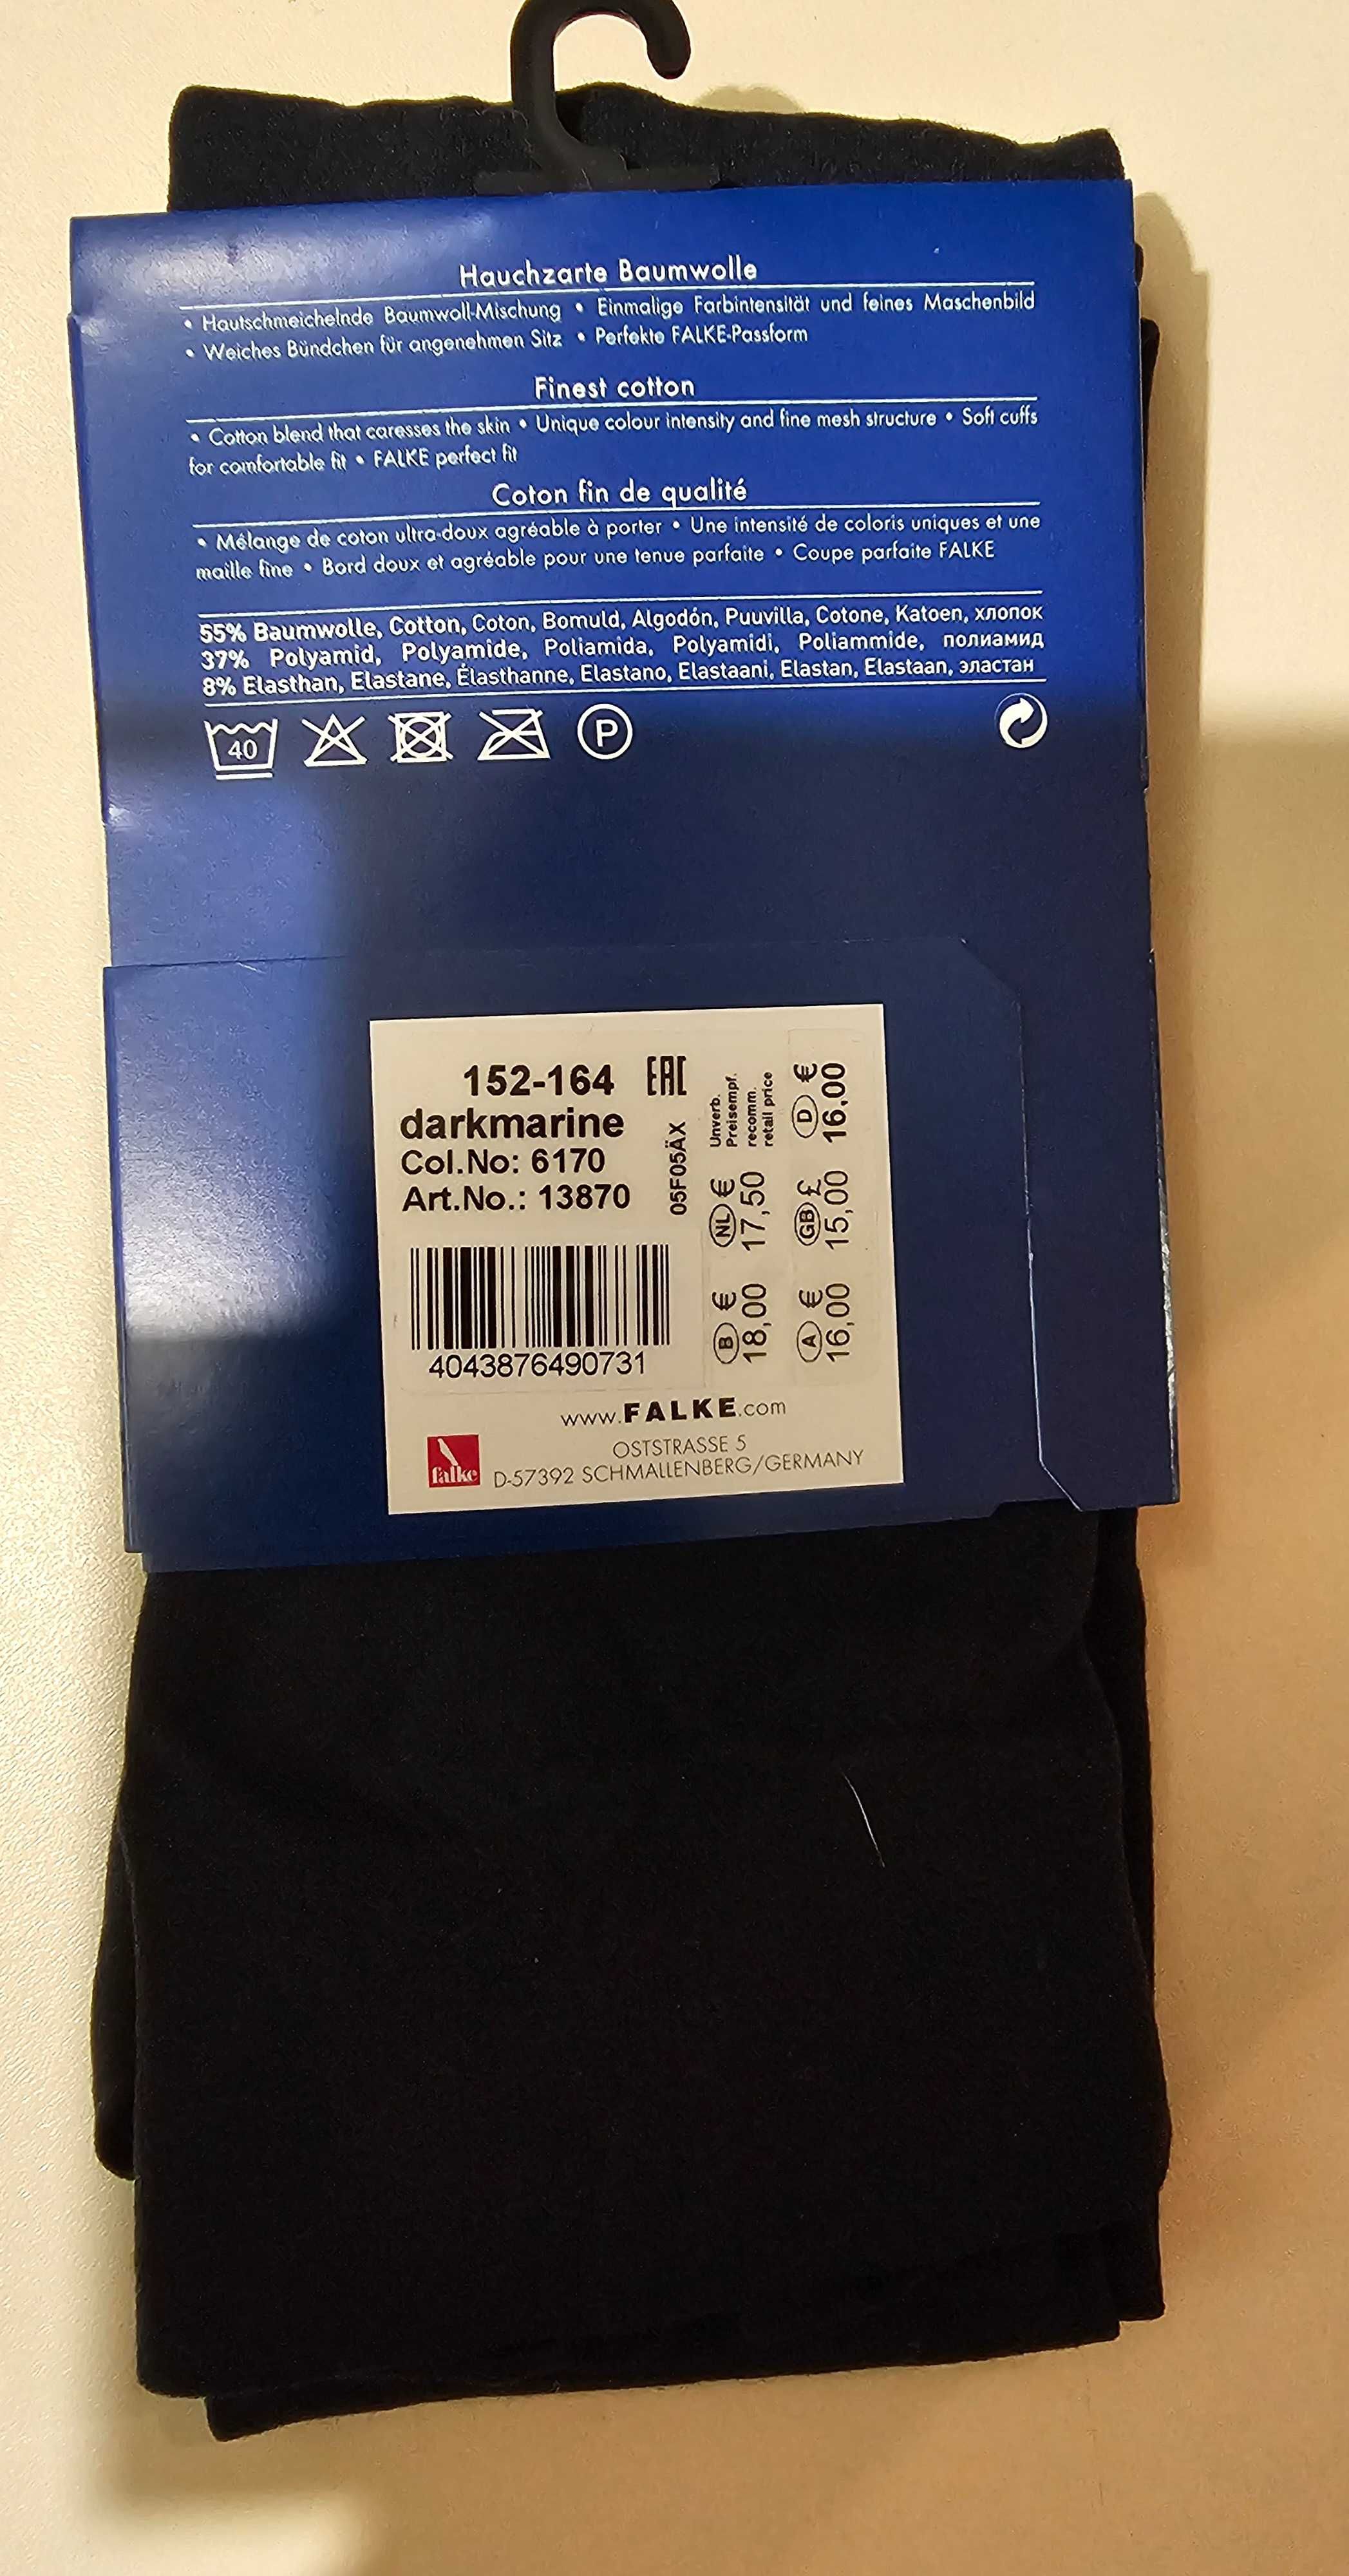 Hauchzarte Baumwolle
• Hautschmeichelnde Baumwoll-Mischung • Einmalige Farbintensität und feines Maschenbild
• Weiches Bündchen für angenehmen Sitz • Perfekte FALKE-Passform
Finest cotton
• Cotton blend that caresses the skin • Unique colour intensity and fine mesh structure • Soft cuffs
for comfortable fit • FALKE perfect fit
Coton fin de qualité
• Mélange de coton ultra-doux agréable à porter • Une intensité de coloris uniques et une
maille fine • Bord doux et agréable pour une tenue parfaite • Coupe parfaite FALKE
55% Baumwolle, Cotton, Coton, Bomuld, Algodón, Puuvilla, Cotone, Katoen, хлопок
37% Polyamid, Polyamide, Poliamida, Polyamidi, Poliammide, полиамид
8% Elasthan, Elastane, Élasthanne, Elastano, Elastaani, Elastan, Elastaan, эластан
40
P
152-164 EAC
darkmarine
Col.No: 6170
Art.No.: 13870
05F05ÄX
Unverb.
Preisempf.
recomm.
retail price
D €
16,00
NL €
17,50
GB £
15,00
B €
18,00
A €
16,00
4043876490731
www.FALKE.com
falke
OSTSTRASSE 5
D-57392 SCHMALLENBERG/GERMANY